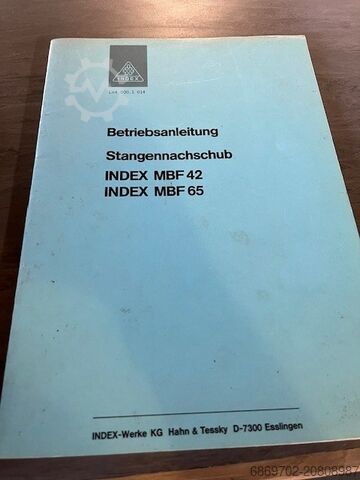 INDEX
Betriebsanleitung
Stangennachschub
INDEX MBF 42
INDEX MBF 65
INDEX-Werke KG Hahn & Tessky D-7300 Esslingen
6869702-20808987